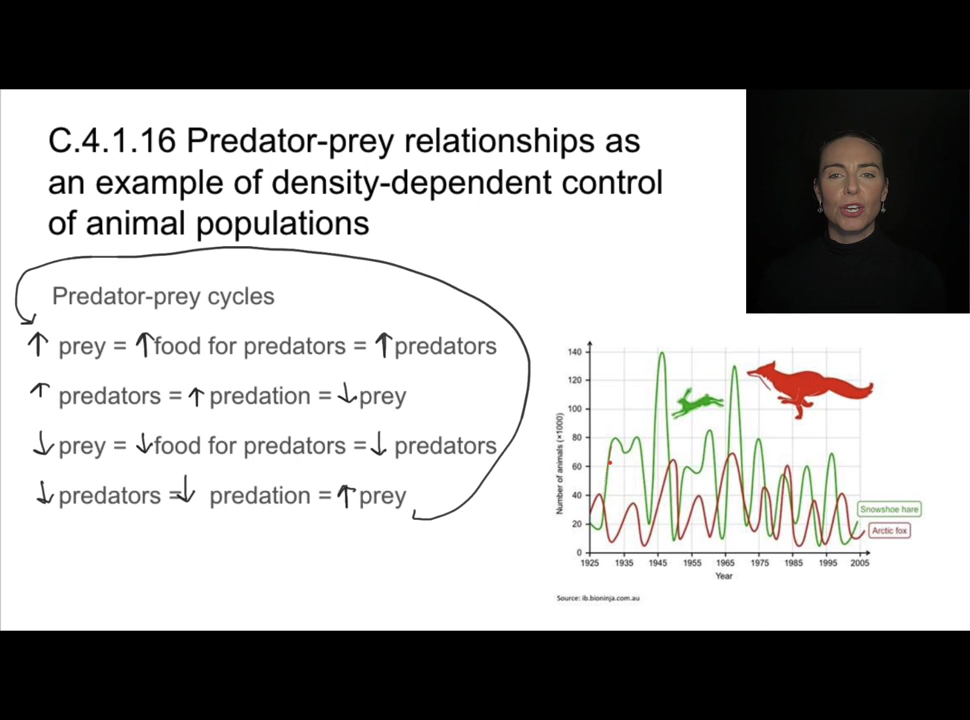 C.4.1.16 Predator-prey relationships as
an example of density-dependent control
of animal populations
Predator-prey cycles
↑ prey = ↑food for predators = ↑predators
↑ predators = ↑ predation = ↓prey
↓ prey = ↓food for predators = ↓ predators
↓ predators =↓ predation = ↑ prey
Number of animals (×1000)
140
120
100
80
60
40
20
0
1925 1935 1945 1955 1965 1975 1985 1995 2005
Year
Snowshoe hare
Arctic fox
Source: ib.bioninja.com.au